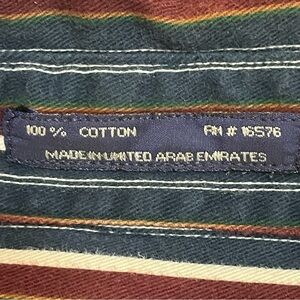 100 % COTTON RN # 16576
MADE IN UNITED ARAB EMIRATES